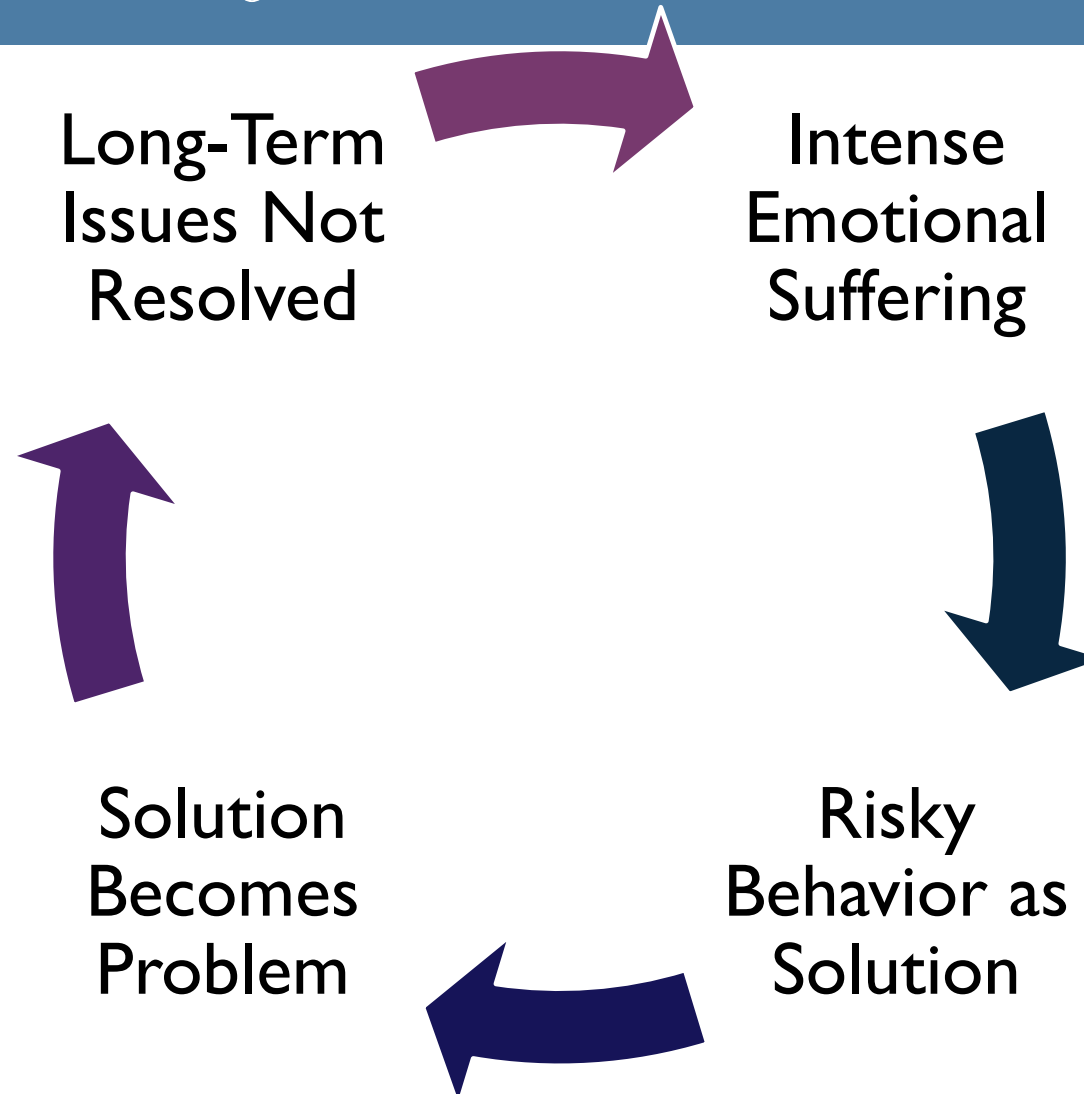 Long-Term
Issues Not
Resolved
Intense
Emotional
Suffering
Risky
Behavior as
Solution
Solution
Becomes
Problem